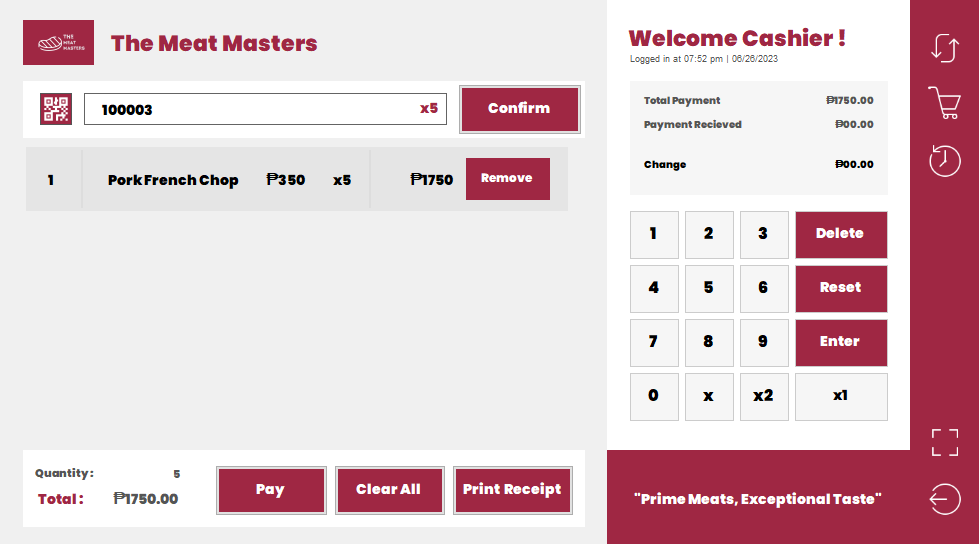 THE
MEAT
MASTERS
The Meat Masters
100003 x5 Confirm
1 Pork French Chop ₱350 x5 ₱1750 Remove
Quantity: 5
Total: ₱1750.00
Pay Clear All Print Receipt
Welcome Cashier !
Logged in at 07:52 pm | 06/26/2023
Total Payment ₱1750.00
Payment Recieved ₱00.00
Change ₱00.00
1 2 3 Delete
4 5 6 Reset
7 8 9 Enter
0 x x2 x1
"Prime Meats, Exceptional Taste"